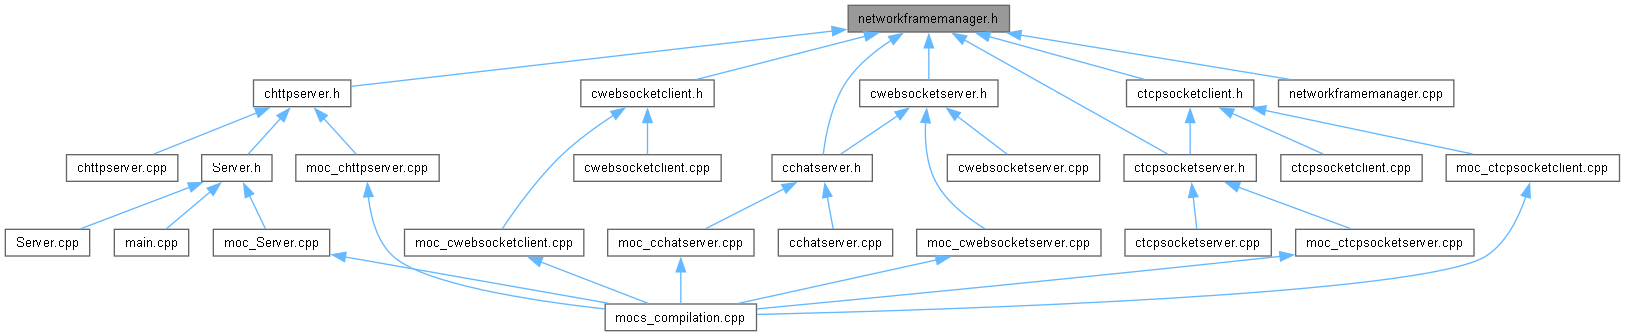 networkframemanager.h
chttpserver.h
cwebsocketclient.h
cwebsocketserver.h
ctcpsocketclient.h
networkframemanager.cpp
chttpserver.cpp
Server.h
moc_chttpserver.cpp
cwebsocketclient.cpp
cchatserver.h
cwebsocketserver.cpp
ctcpsocketserver.h
ctcpsocketclient.cpp
moc_ctcpsocketclient.cpp
Server.cpp
main.cpp
moc_Server.cpp
moc_cwebsocketclient.cpp
moc_cchatserver.cpp
cchatserver.cpp
moc_cwebsocketserver.cpp
ctcpsocketserver.cpp
moc_ctcpsocketserver.cpp
mocs_compilation.cpp